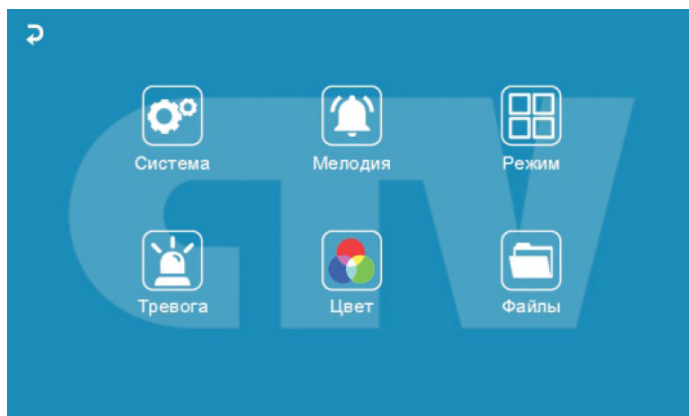 Система
Мелодия
Режим
Тревога
Цвет
Файлы
CTV